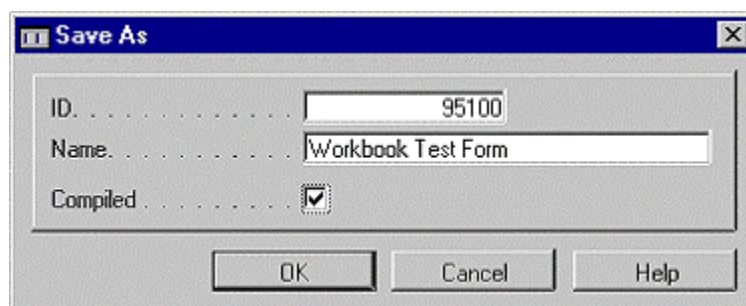 Save As
ID. . . . . . . . . . . . . 95100
Name. . . . . . . . . . . Workbook Test Form
Compiled . . . . . . . . .
OK Cancel Help